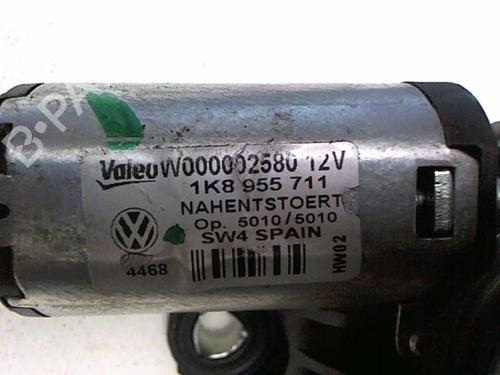 Valeo W000002580 12V
1K8 955 711
NAHENTSTOERT
Op. 5010/5010
SW4 SPAIN
4468
HW02
B-PA